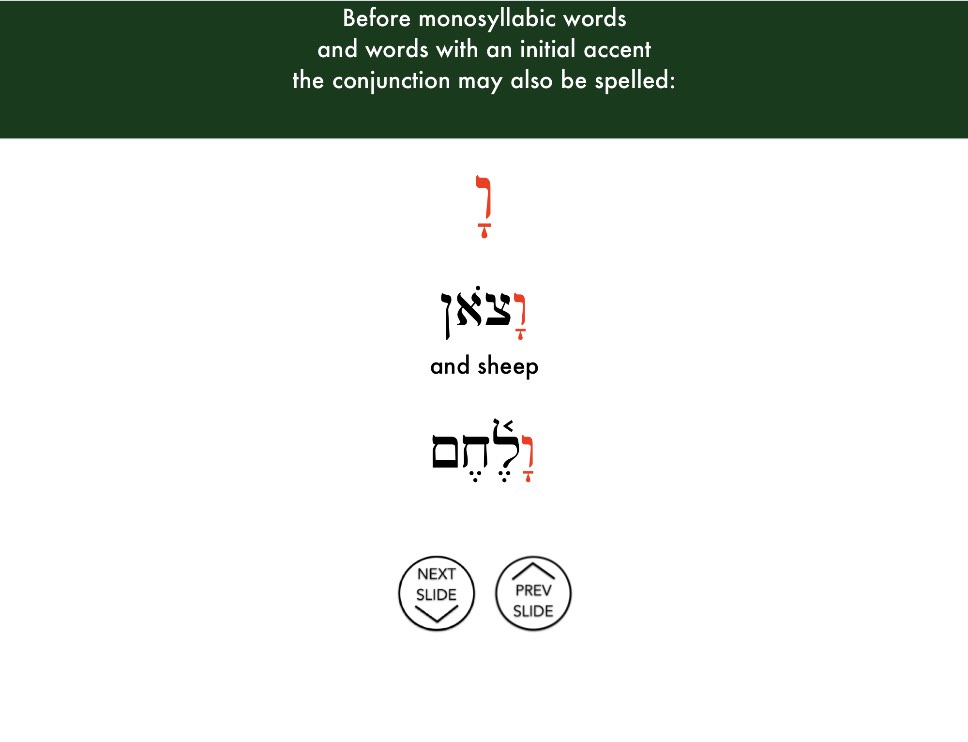 Before monosyllabic words
and words with an initial accent
the conjunction may also be spelled:
וָ
וָצֹאן
and sheep
וָלֶ֫חֶם
NEXT
SLIDE
PREV
SLIDE